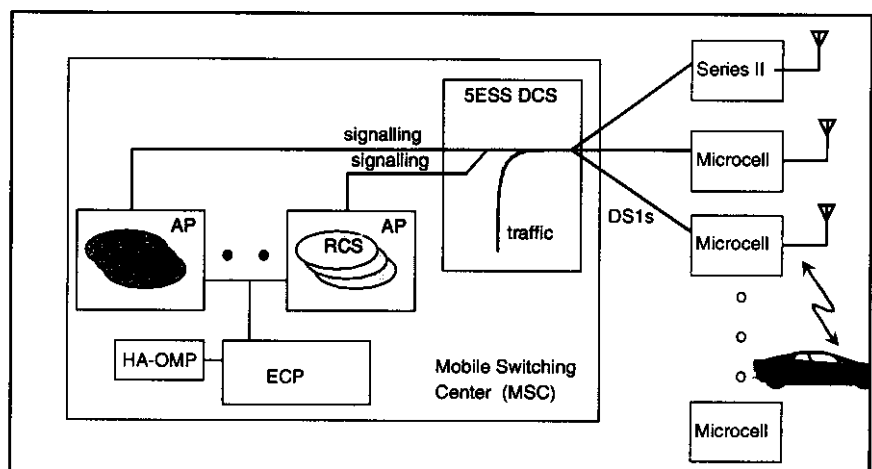 Series II
5ESS DCS
signalling
signalling
Microcell
AP
RCS
AP
traffic
DS1s
Microcell
HA-OMP
ECP
Mobile Switching
Center (MSC)
Microcell